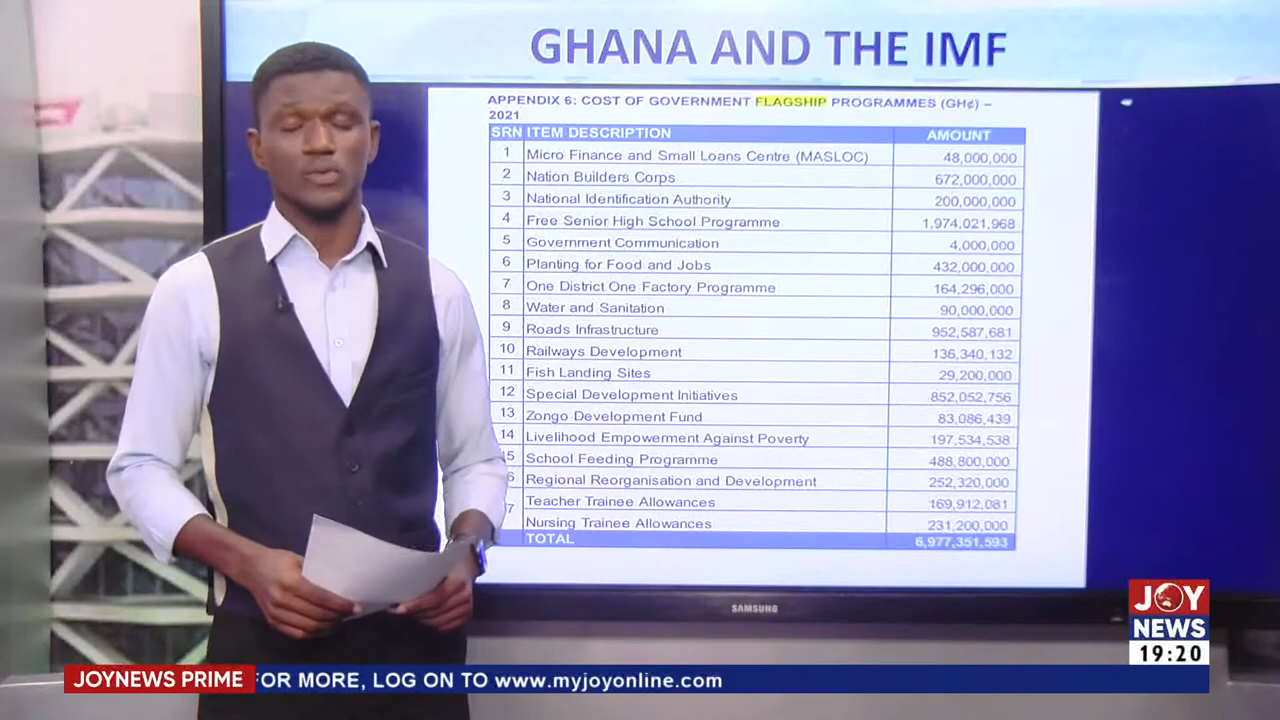 GHANA AND THE IMF
APPENDIX 6: COST OF GOVERNMENT FLAGSHIP PROGRAMMES (GH¢) –
2021
SRN ITEM DESCRIPTION AMOUNT
1 Micro Finance and Small Loans Centre (MASLOC) 48,000,000
2 Nation Builders Corps 672,000,000
3 National Identification Authority 200,000,000
4 Free Senior High School Programme 1,974,021,968
5 Government Communication 4,000,000
6 Planting for Food and Jobs 432,000,000
7 One District One Factory Programme 164,296,000
8 Water and Sanitation 90,000,000
9 Roads Infrastructure 952,587,681
10 Railways Development 136,340,132
11 Fish Landing Sites 29,200,000
12 Special Development Initiatives 852,052,756
13 Zongo Development Fund 83,086,439
14 Livelihood Empowerment Against Poverty 197,534,538
5 School Feeding Programme 488,800,000
6 Regional Reorganisation and Development 252,320,000
7 Teacher Trainee Allowances 169,912,081
Nursing Trainee Allowances 231,200,000
TOTAL 6,977,351,593
SAMSUNG
JOY
NEWS
19:20
JOYNEWS PRIME FOR MORE, LOG ON TO www.myjoyonline.com